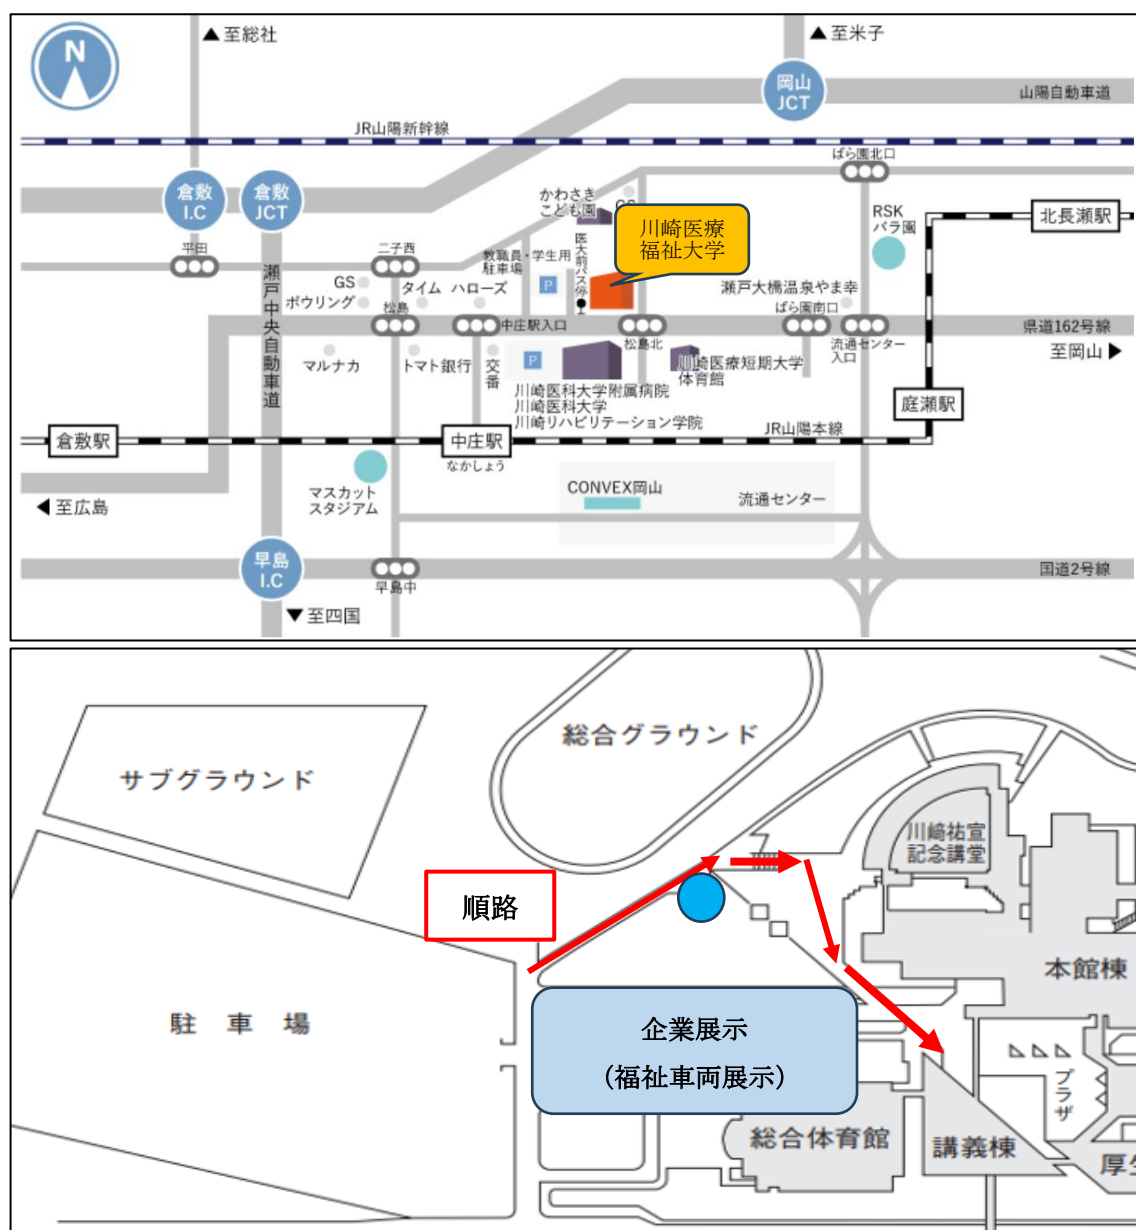 N
▲至総社
▲至米子
岡山
JCT
山陽自動車道
JR山陽新幹線
ばら園北口
倉敷
I.C
倉敷
JCT
かわさき
こども園
川崎医療
福祉大学
RSK
バラ園
北長瀬駅
平田
二子西
教職員・学生用
駐車場
医大前バス停
P
瀬戸中央自動車道
GS
ボウリング
タイム
ハローズ
松島
瀬戸大橋温泉やま幸
ばら園南口
中庄駅入口
松島北
流通センター
入口
県道162号線
至岡山▶
マルナカ
トマト銀行
交番
P
川崎医療短期大学
体育館
川崎医科大学附属病院
川崎医科大学
川崎リハビリテーション学院
庭瀬駅
倉敷駅
中庄駅
なかしょう
JR山陽本線
◀至広島
マスカット
スタジアム
CONVEX岡山
流通センター
早島
I.C
早島中
国道2号線
▼至四国
総合グラウンド
サブグラウンド
川﨑祐宣
記念講堂
順路
本館棟
駐車場
企業展示
（福祉車両展示）
プラザ
総合体育館
講義棟
厚生